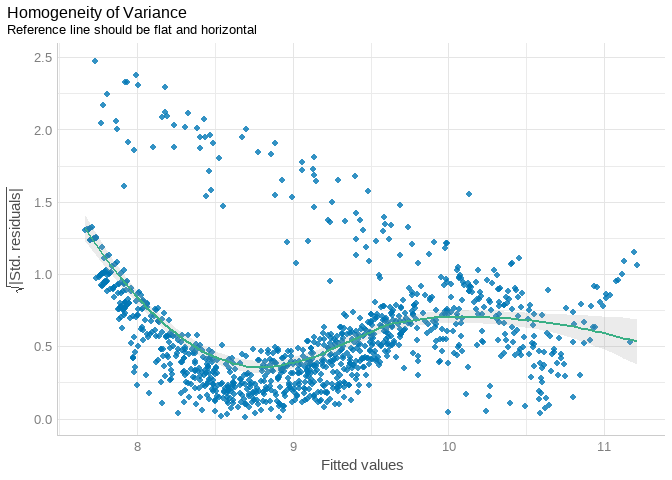 Homogeneity of Variance
Reference line should be flat and horizontal
2.5
2.0
1.5
1.0
0.5
0.0
√|Std. residuals|
8
9
10
11
Fitted values